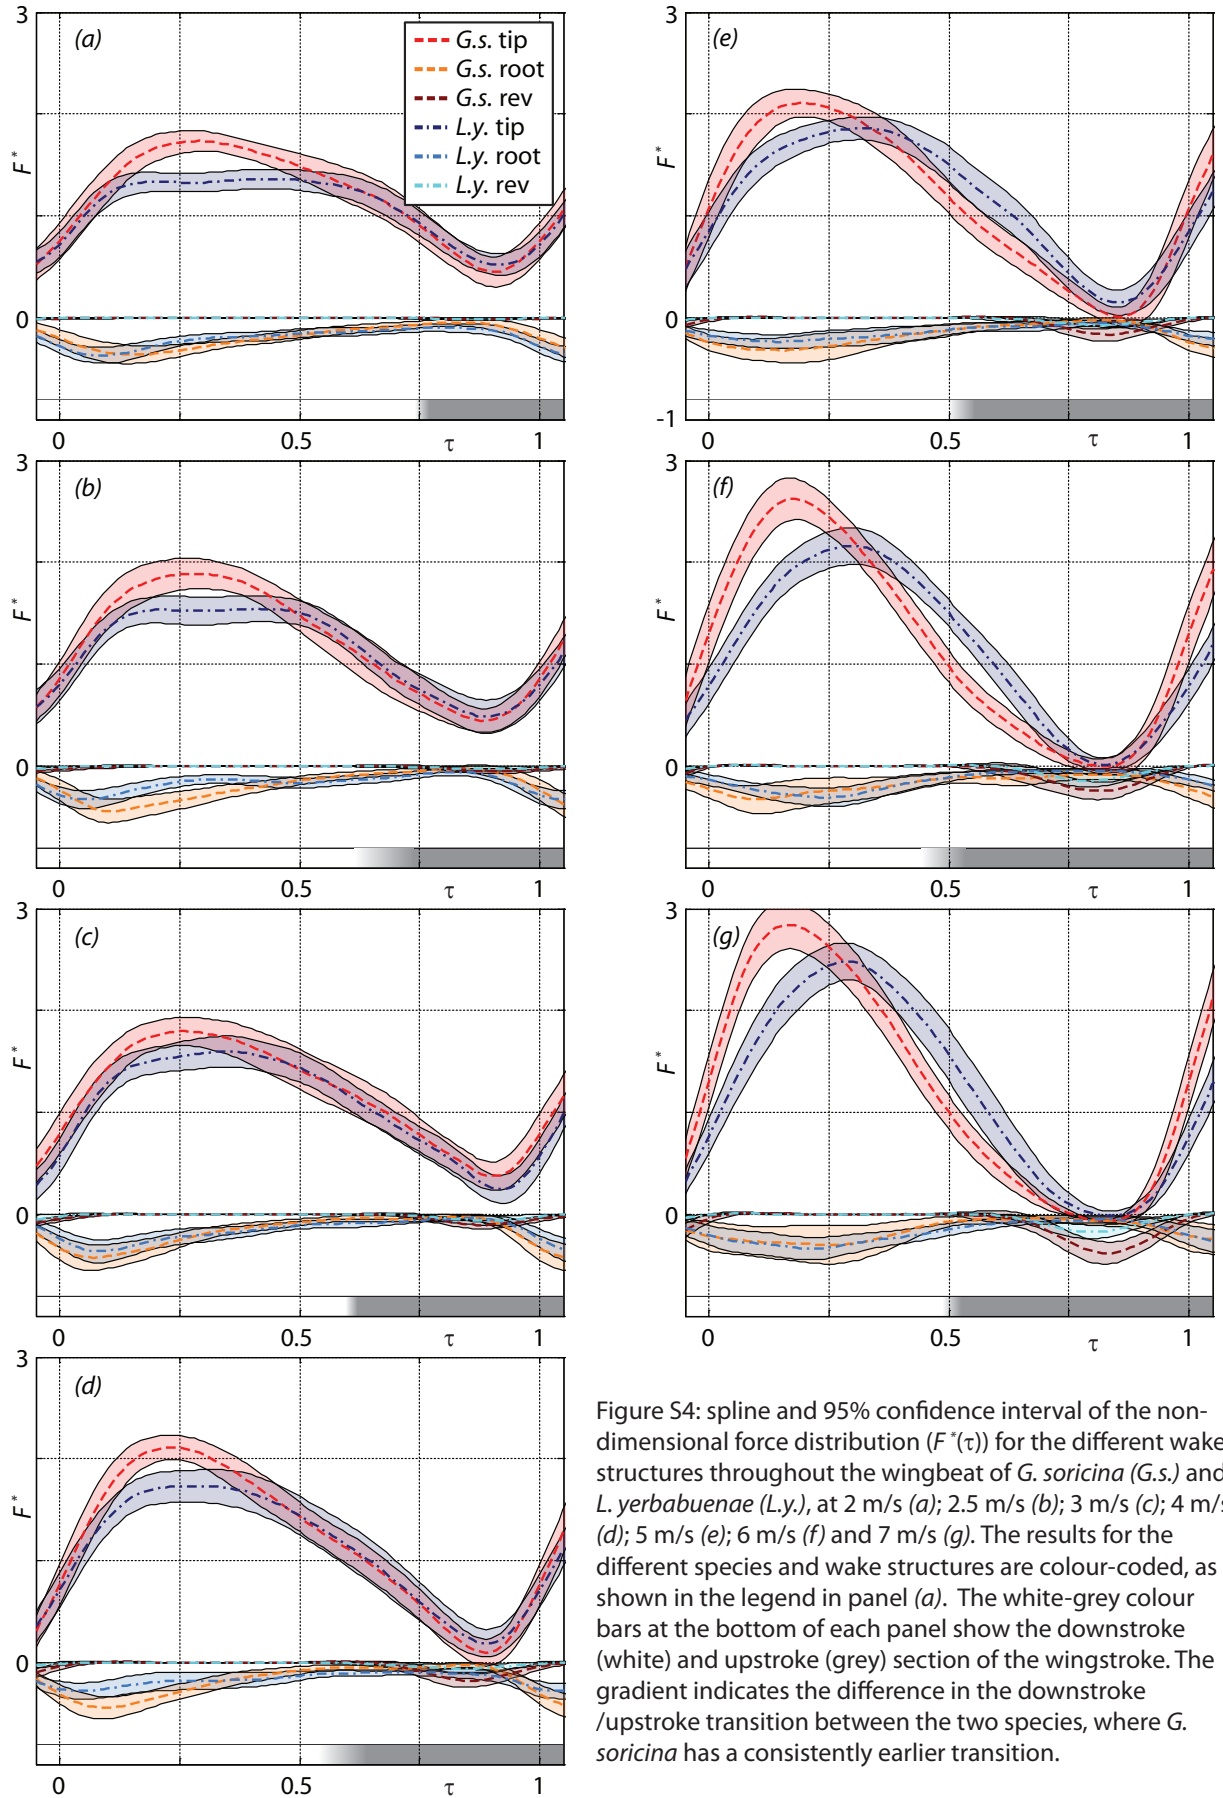 3
(a)
G.s. tip
G.s. root
G.s. rev
L.y. tip
L.y. root
L.y. rev
F*
0
0 0.5 τ 1
3
(b)
F*
0
0 0.5 τ 1
3
(c)
F*
0
0 0.5 τ 1
3
(d)
F*
0
0 0.5 τ 1
3
(e)
F*
0
-1
0 0.5 τ 1
3
(f)
F*
0
0 0.5 τ 1
3
(g)
F*
0
0 0.5 τ 1
Figure S4: spline and 95% confidence interval of the non-
dimensional force distribution (F*(τ)) for the different wake
structures throughout the wingbeat of G. soricina (G.s.) and
L. yerbabuenae (L.y.), at 2 m/s (a); 2.5 m/s (b); 3 m/s (c); 4 m/s
(d); 5 m/s (e); 6 m/s (f) and 7 m/s (g). The results for the
different species and wake structures are colour-coded, as
shown in the legend in panel (a). The white-grey colour
bars at the bottom of each panel show the downstroke
(white) and upstroke (grey) section of the wingstroke. The
gradient indicates the difference in the downstroke
/upstroke transition between the two species, where G.
soricina has a consistently earlier transition.